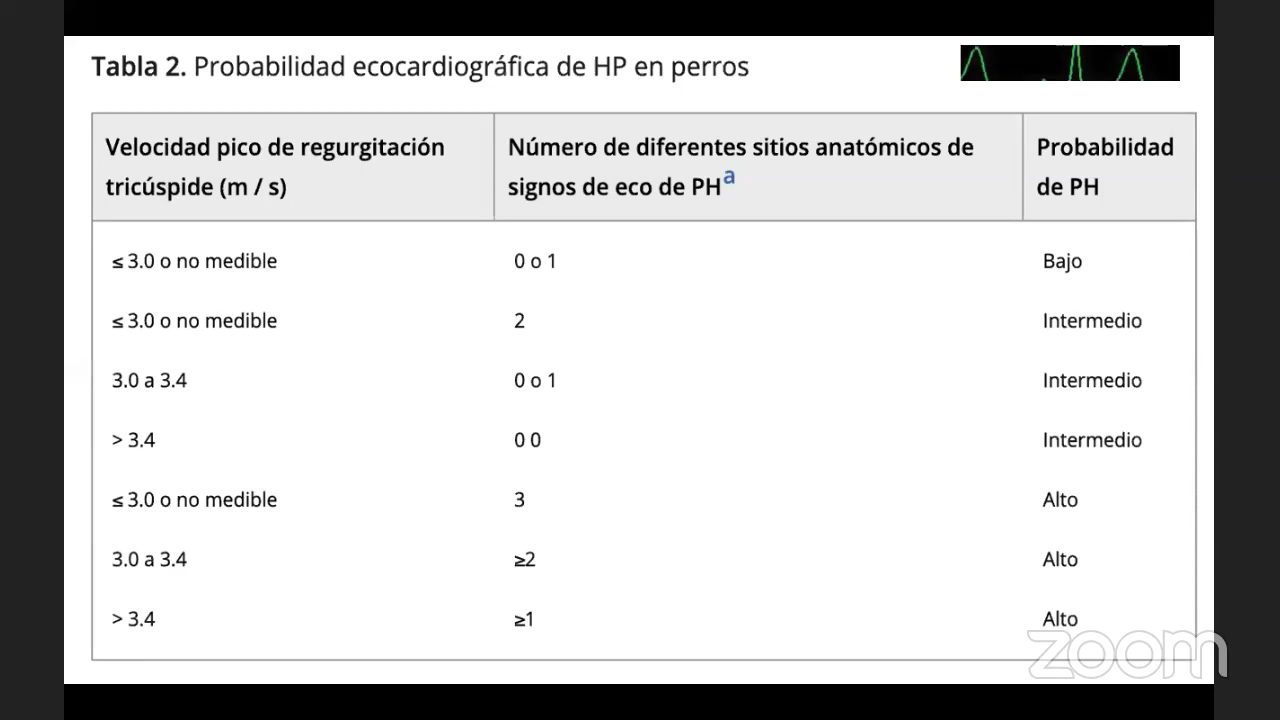 Tabla 2. Probabilidad ecocardiográfica de HP en perros
Velocidad pico de regurgitación tricúspide (m / s) Número de diferentes sitios anatómicos de signos de eco de PHa Probabilidad de PH
≤ 3.0 o no medible 0 o 1 Bajo
≤ 3.0 o no medible 2 Intermedio
3.0 a 3.4 0 o 1 Intermedio
> 3.4 0 0 Intermedio
≤ 3.0 o no medible 3 Alto
3.0 a 3.4 ≥2 Alto
> 3.4 ≥1 Alto
zoom